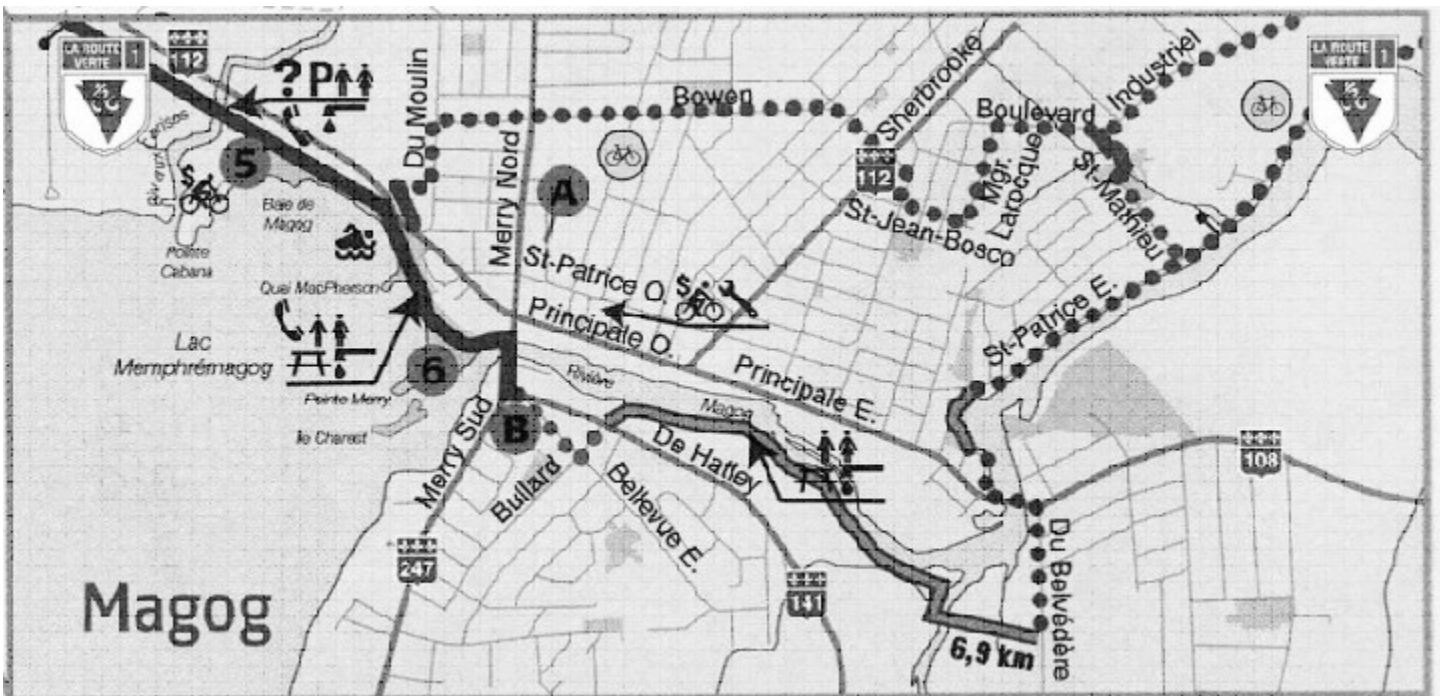 LA ROUTE
VERTE 1
112
? P
Du Moulin
Merry Nord
Bowen
Sherbrooke
Boulevard
Industriel
LA ROUTE
VERTE 1
5
$
A
112
Mgr.
Larocque
St-Mathieu
St-Jean-Bosco
Baie de
Magog
Pointe
Cabana
Quai MacPherson
St-Patrice O.
$
Principale O.
St-Patrice E.
Lac
Memphrémagog
6
Pointe Merry
Ile Charest
Rivière
Magog
Principale E.
B
Merry Sud
Bullard
Bellevue E.
De Hatley
108
247
141
Du Belvédère
6,9 km
Magog